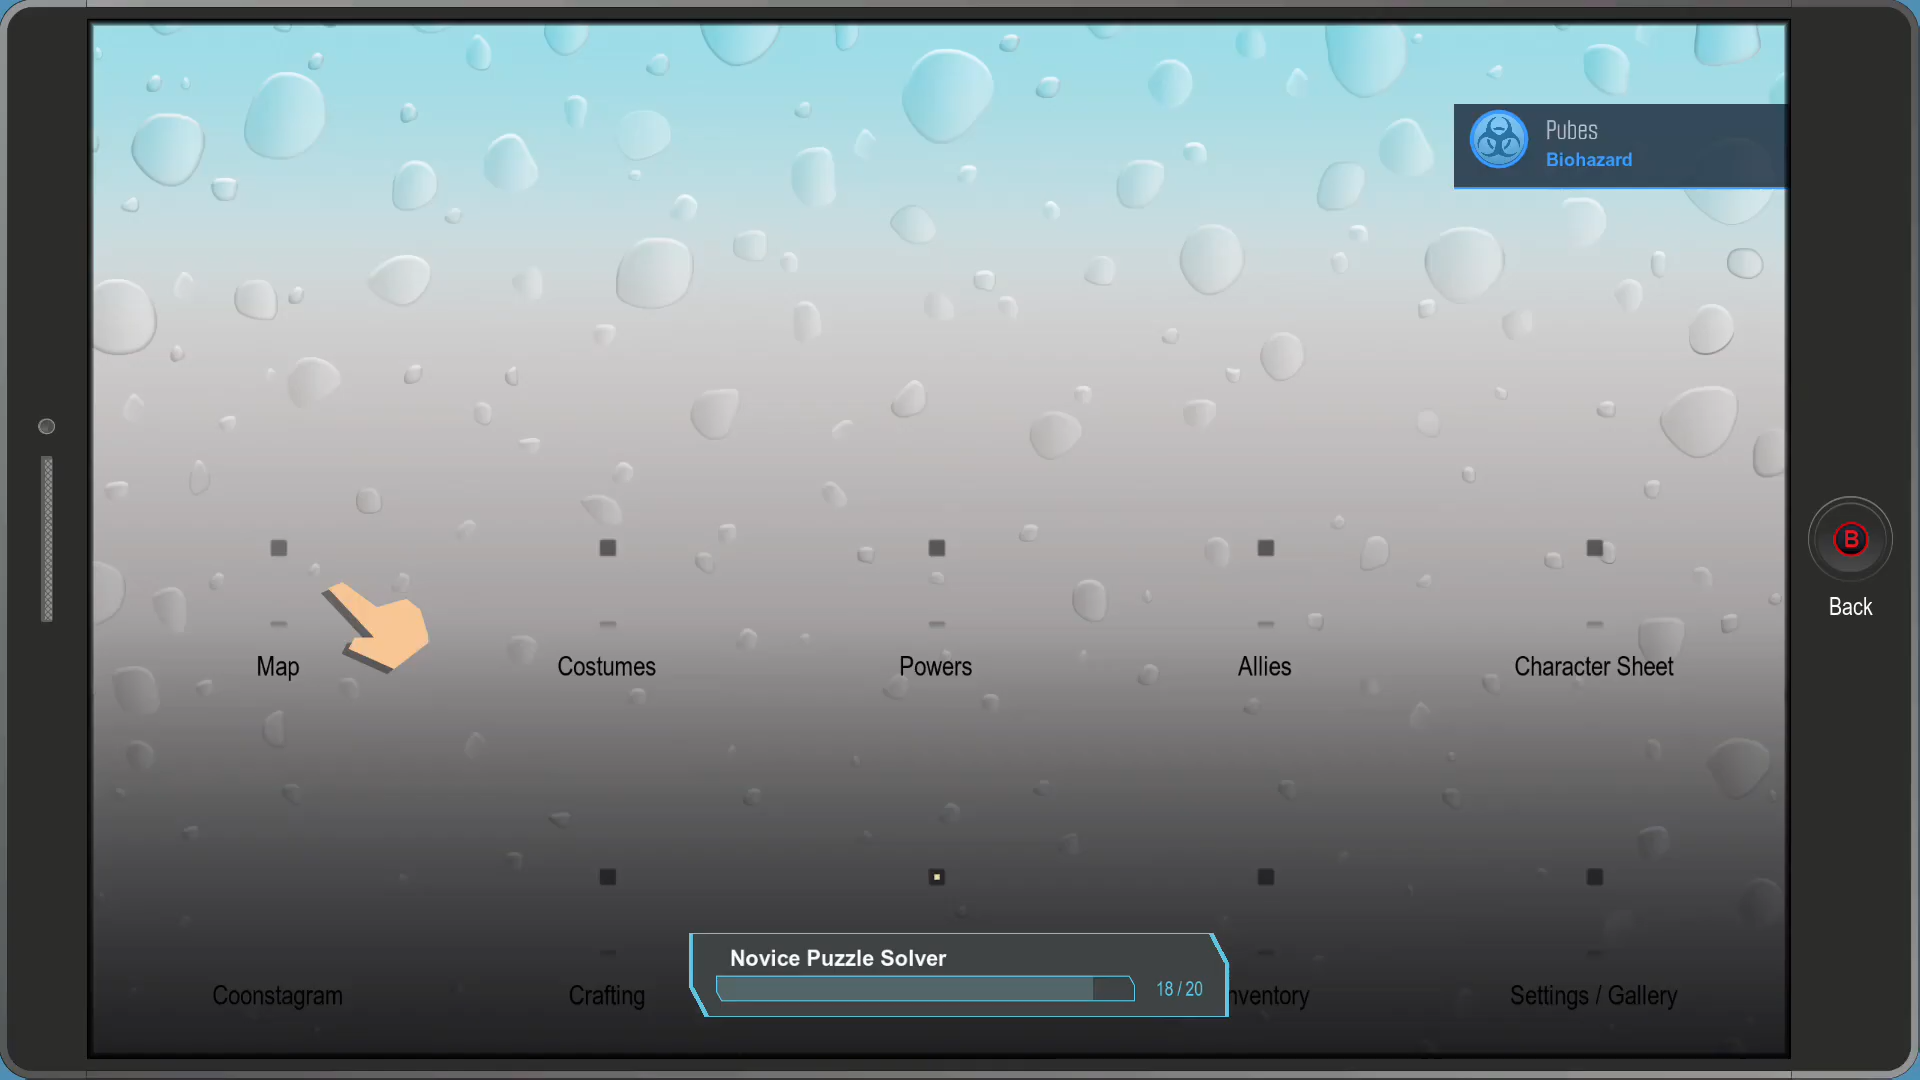 Pubes
Biohazard
B
Back
Map
Costumes
Powers
Allies
Character Sheet
Novice Puzzle Solver
18 / 20
Coonstagram
Crafting
nventory
Settings / Gallery